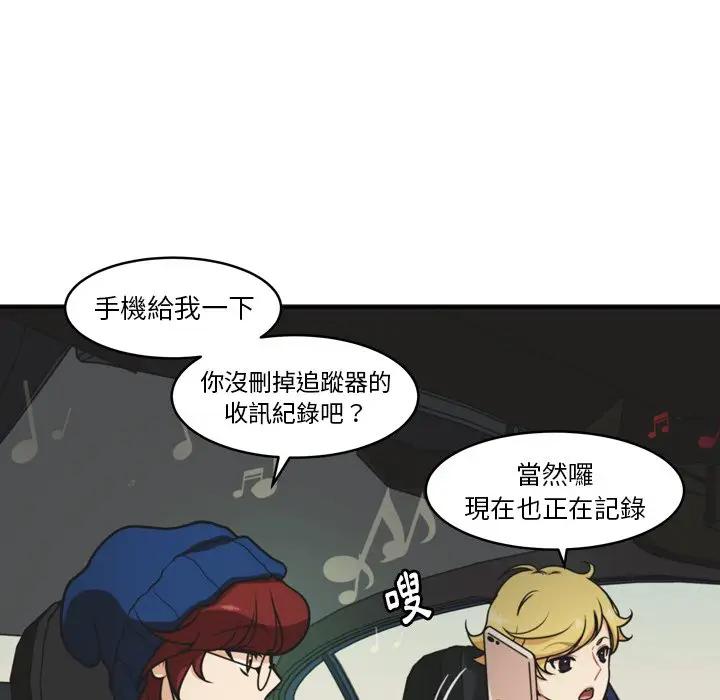 手機給我一下
你沒刪掉追蹤器的
收訊紀錄吧？
當然囉
現在也正在記錄
嗖